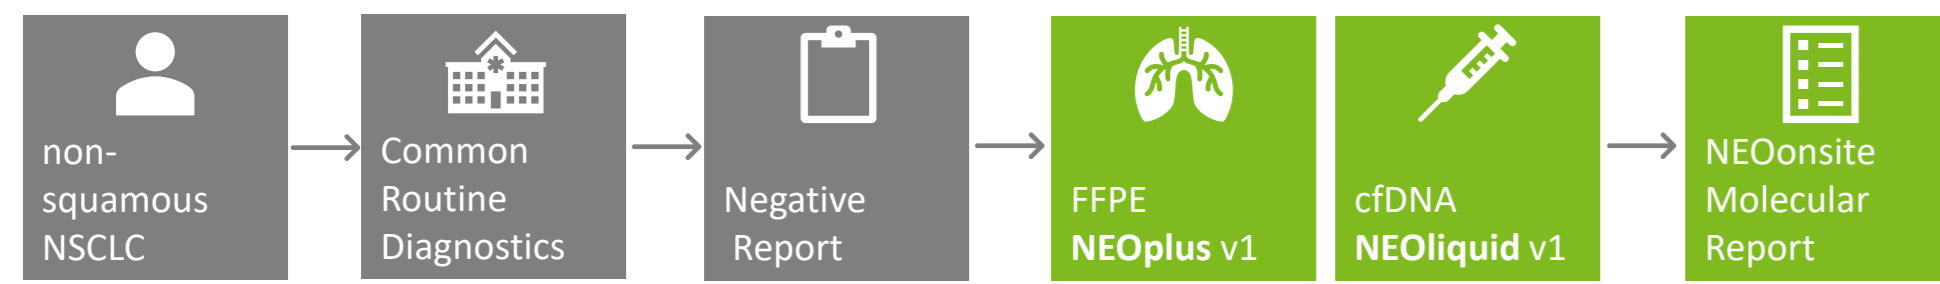 non-
squamous
NSCLC
Common
Routine
Diagnostics
Negative
Report
FFPE
NEOplus v1
cfDNA
NEOliquid v1
NEOonsite
Molecular
Report